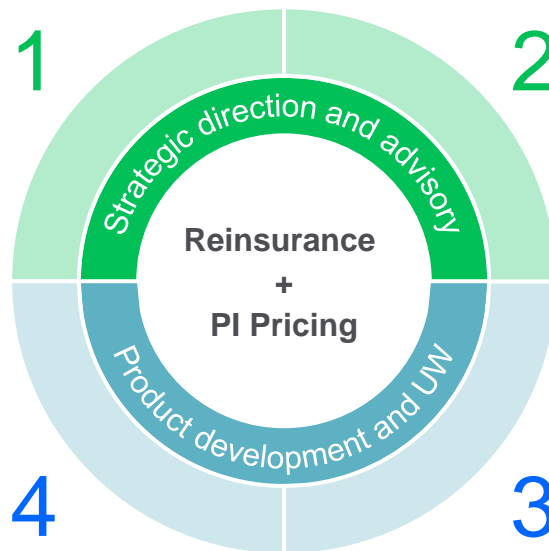 1
2
Strategic direction and advisory
Reinsurance
+
PI Pricing
Product development and UW
4
3